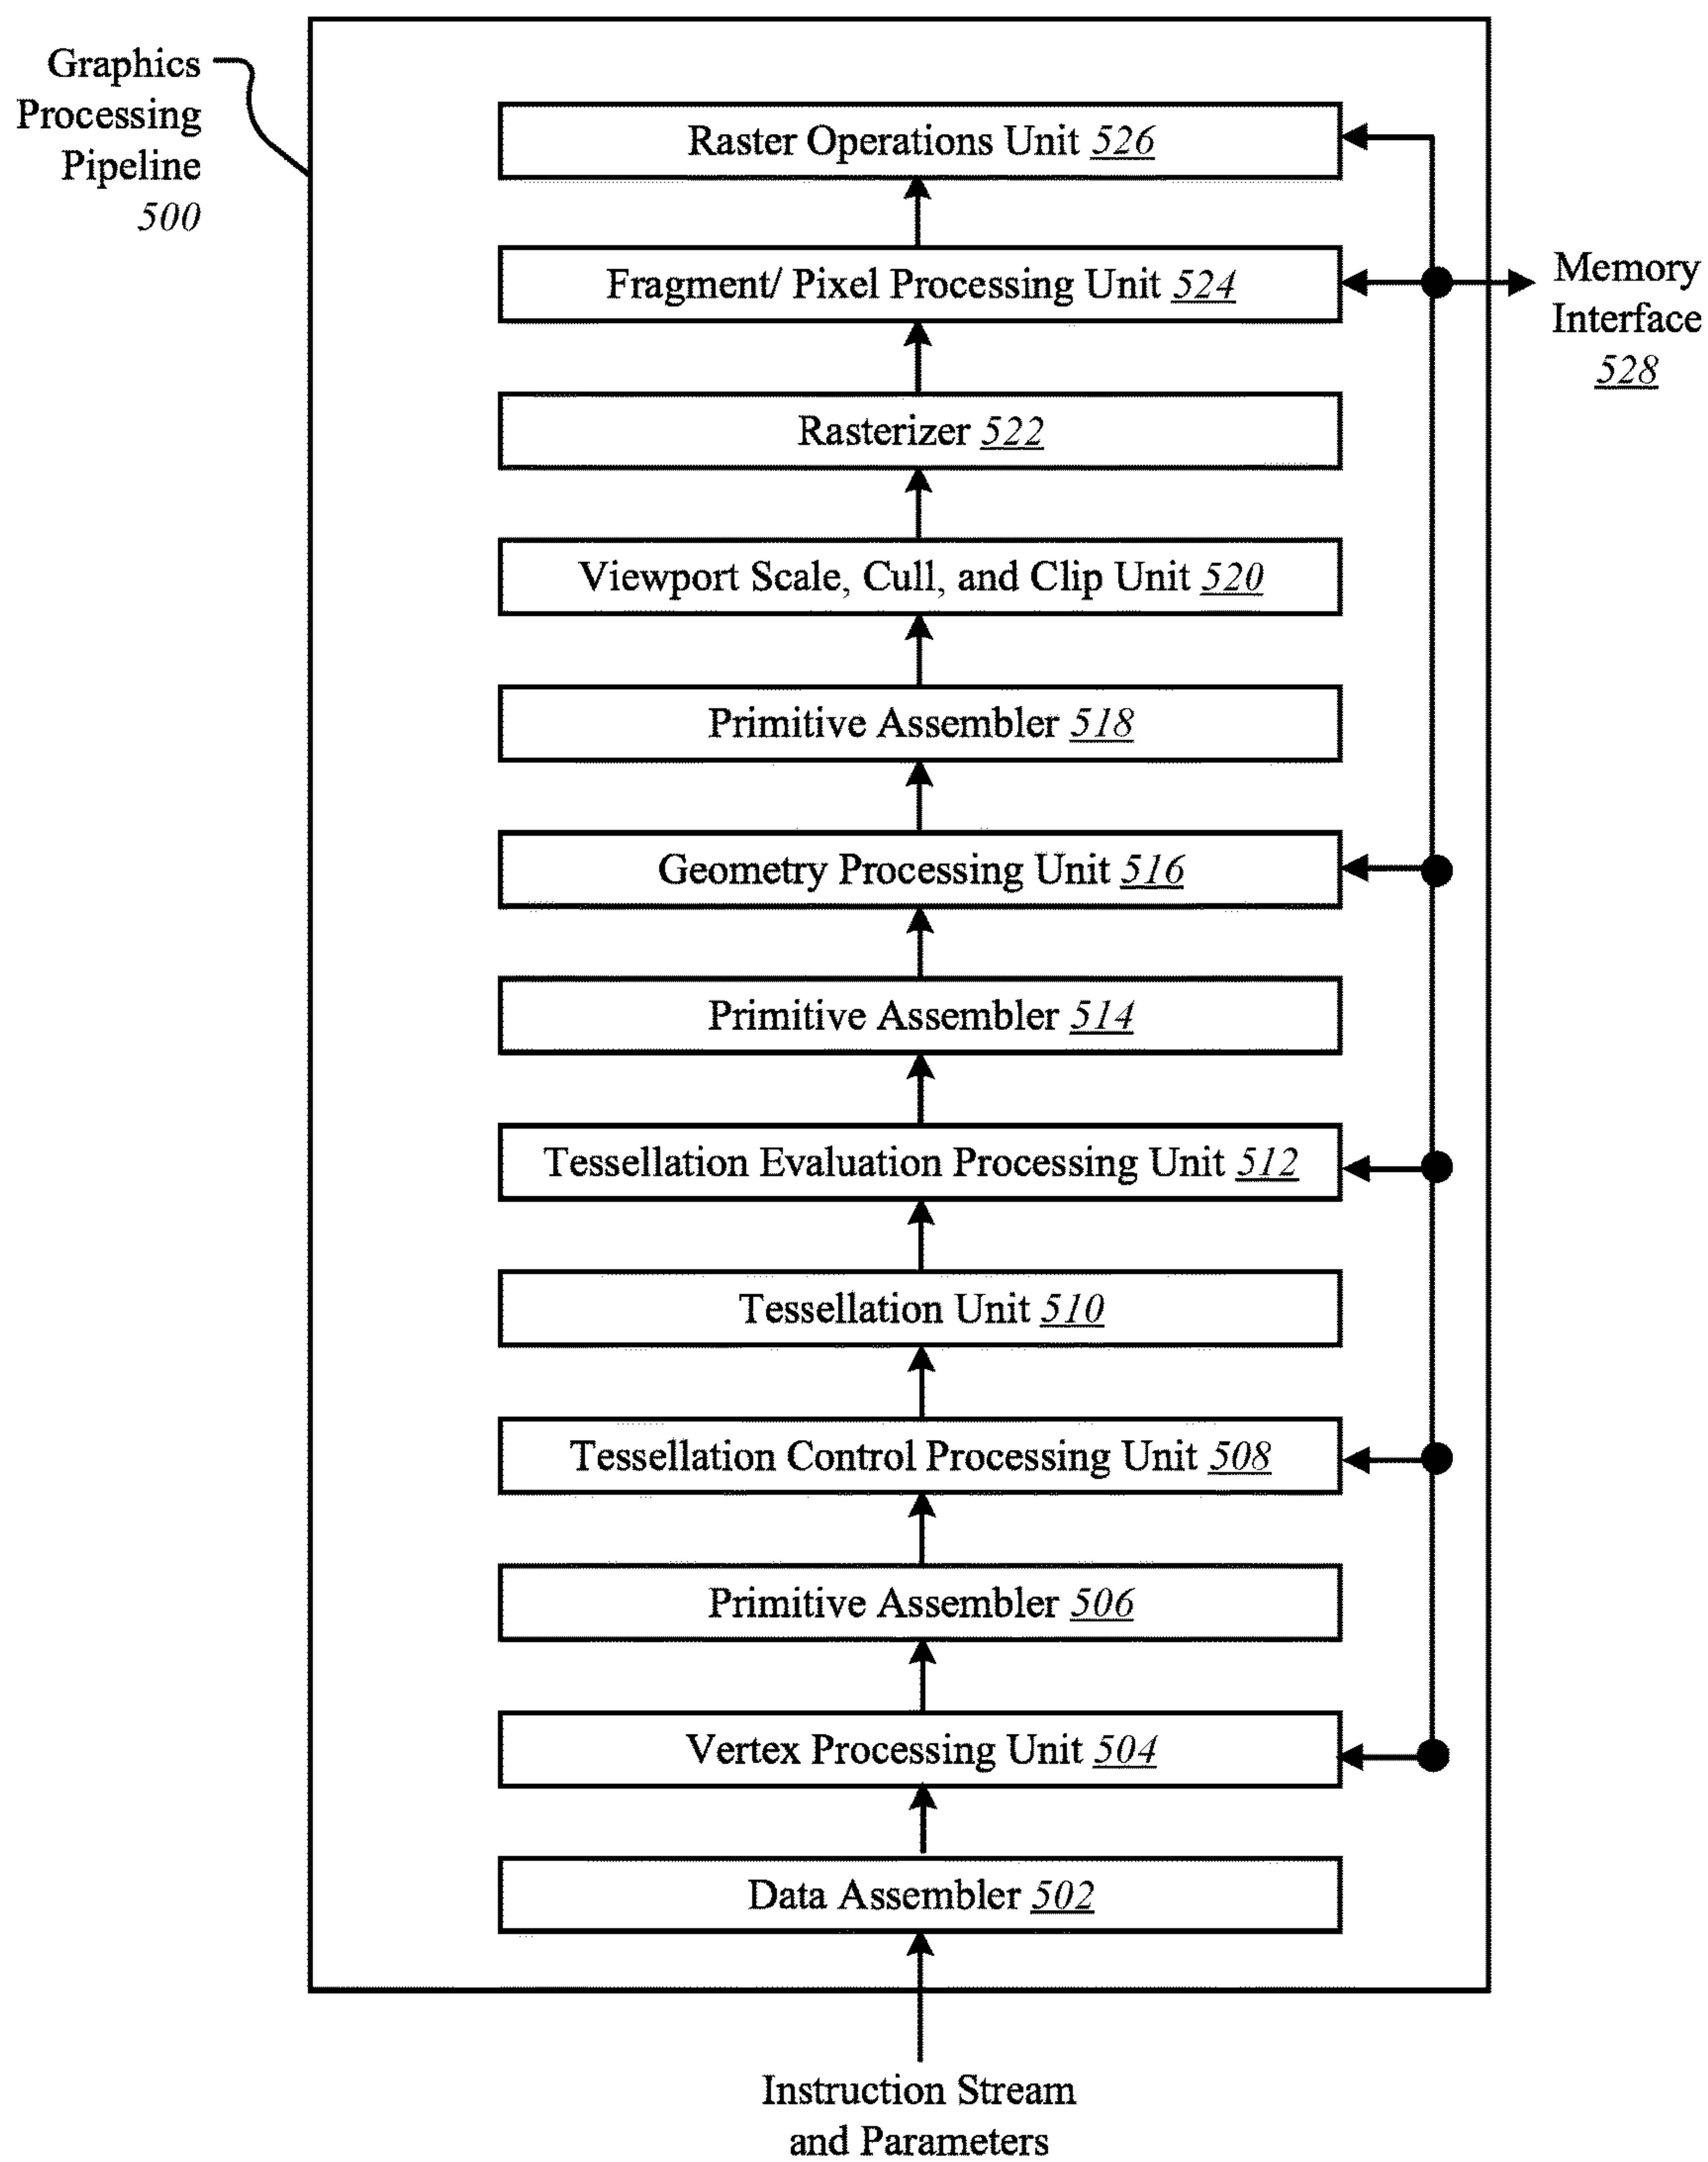 Graphics
Processing
Pipeline
500
Raster Operations Unit 526
Fragment/ Pixel Processing Unit 524
Memory
Interface
528
Rasterizer 522
Viewport Scale, Cull, and Clip Unit 520
Primitive Assembler 518
Geometry Processing Unit 516
Primitive Assembler 514
Tessellation Evaluation Processing Unit 512
Tessellation Unit 510
Tessellation Control Processing Unit 508
Primitive Assembler 506
Vertex Processing Unit 504
Data Assembler 502
Instruction Stream
and Parameters